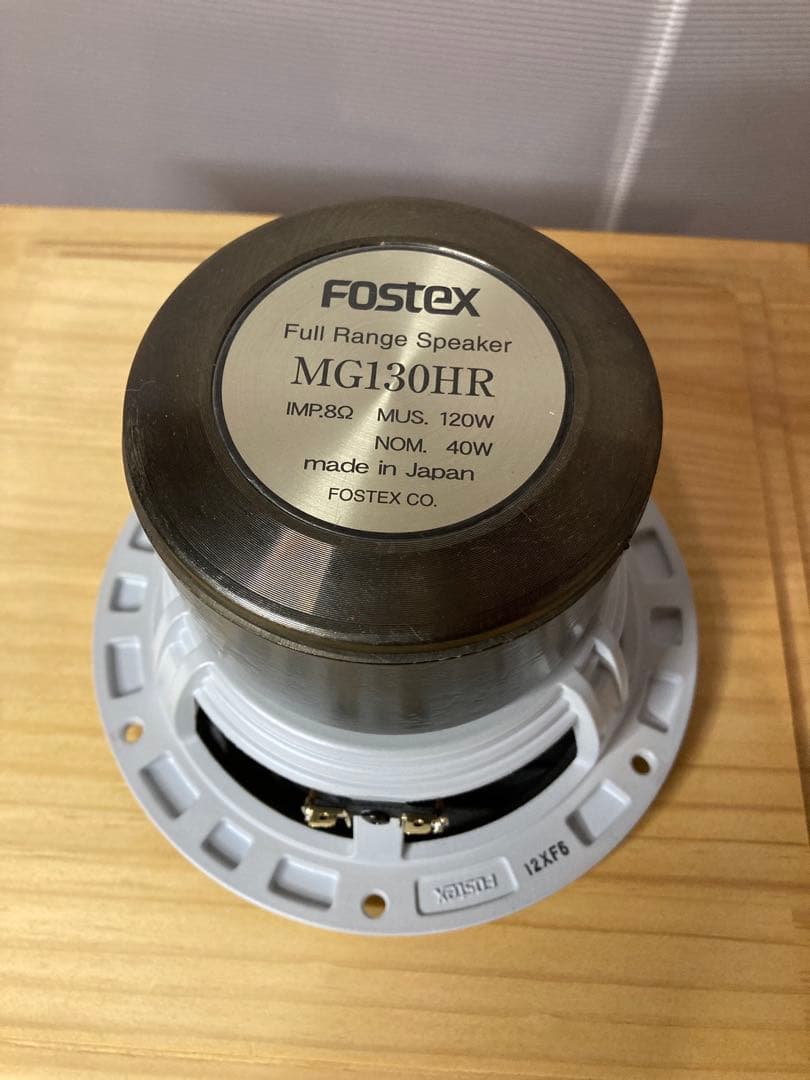 FOSTEX
Full Range Speaker
MG130HR
IMP.8Ω MUS. 120W
NOM. 40W
made in Japan
FOSTEX CO.
FOSTEX
12XF6